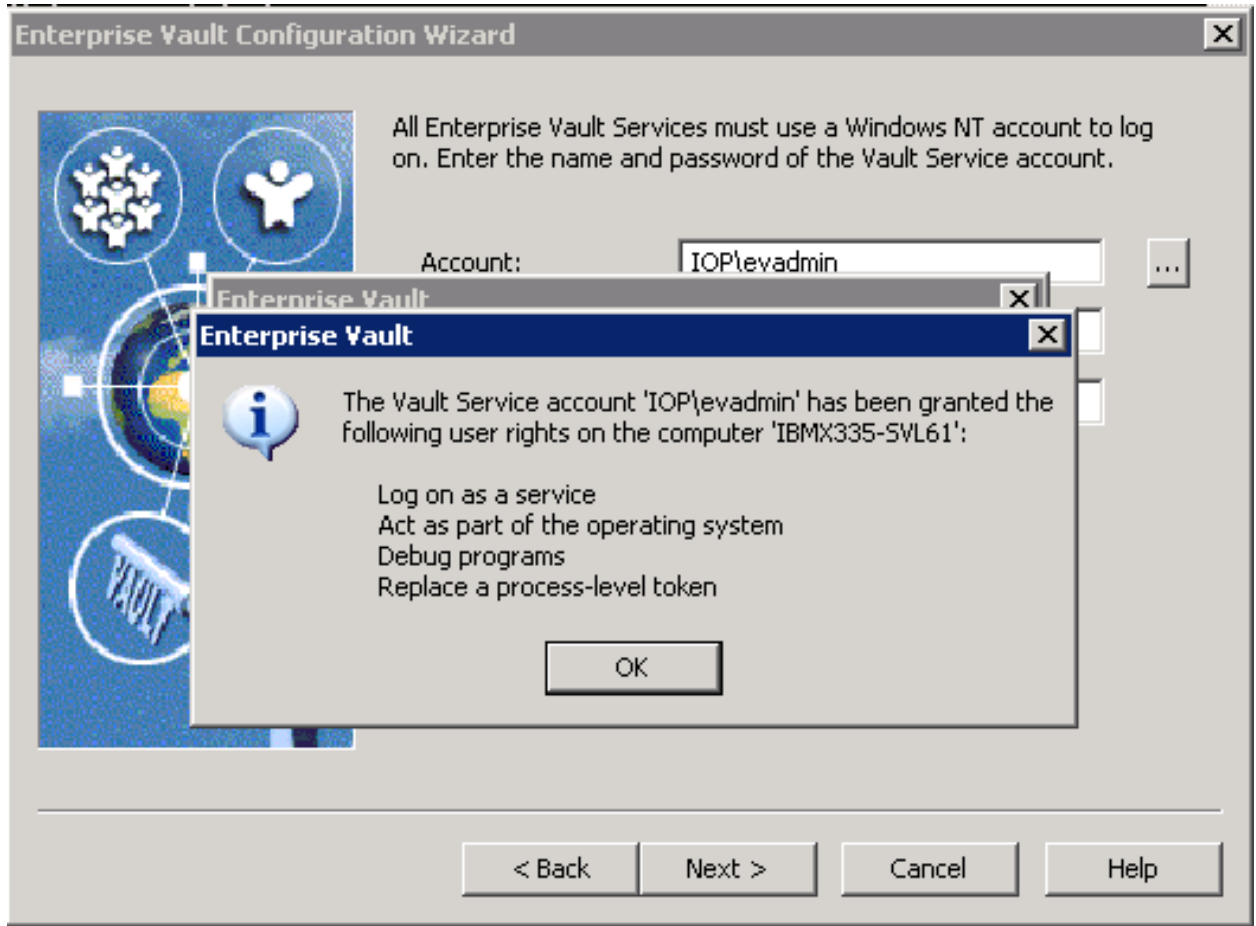 Enterprise Vault Configuration Wizard
All Enterprise Vault Services must use a Windows NT account to log
on. Enter the name and password of the Vault Service account.
Account:
IOP\evadmin
...
Enterprise Vault
Enterprise Vault
The Vault Service account 'IOP\evadmin' has been granted the
following user rights on the computer 'IBMX335-SVL61':
Log on as a service
Act as part of the operating system
Debug programs
Replace a process-level token
OK
VAULT
< Back
Next >
Cancel
Help